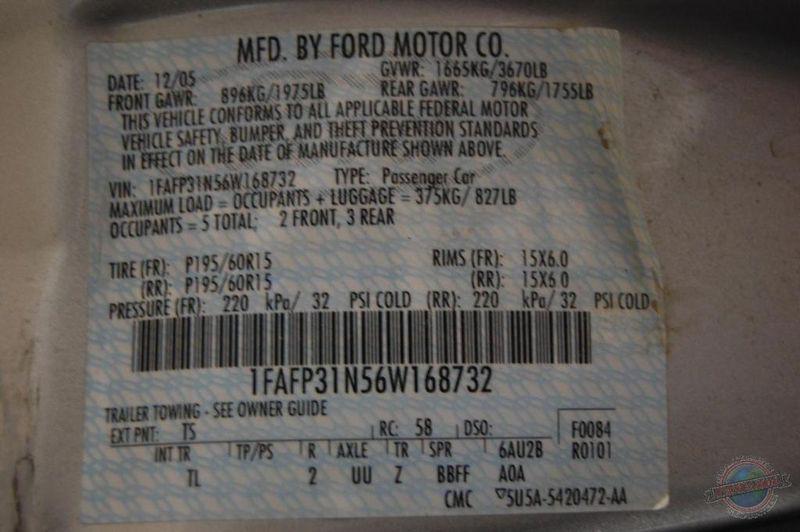 MFD. BY FORD MOTOR CO.
DATE: 12/05 GVWR: 1665KG/3670LB
FRONT GAWR: 896KG/1975LB REAR GAWR: 796KG/1755LB
THIS VEHICLE CONFORMS TO ALL APPLICABLE FEDERAL MOTOR
VEHICLE SAFETY, BUMPER, AND THEFT PREVENTION STANDARDS
IN EFFECT ON THE DATE OF MANUFACTURE SHOWN ABOVE.
VIN: 1FAFP31N56W168732 TYPE: Passenger Car
MAXIMUM LOAD = OCCUPANTS + LUGGAGE = 375KG/ 827LB
OCCUPANTS = 5 TOTAL; 2 FRONT, 3 REAR
TIRE (FR): P195/60R15 RIMS (FR): 15X6.0
(RR): P195/60R15 (RR): 15X6.0
PRESSURE (FR): 220 kPa/ 32 PSI COLD (RR): 220 kPa/ 32 PSI COLD
1FAFP31N56W168732
TRAILER TOWING - SEE OWNER GUIDE
EXT PNT: TS RC: 58 DSO: F0084
INT TR TP/PS R AXLE TR SPR 6AU2B R0101
TL 2 UU Z BBFF A0A
CMC 5U5A-5420472-AA